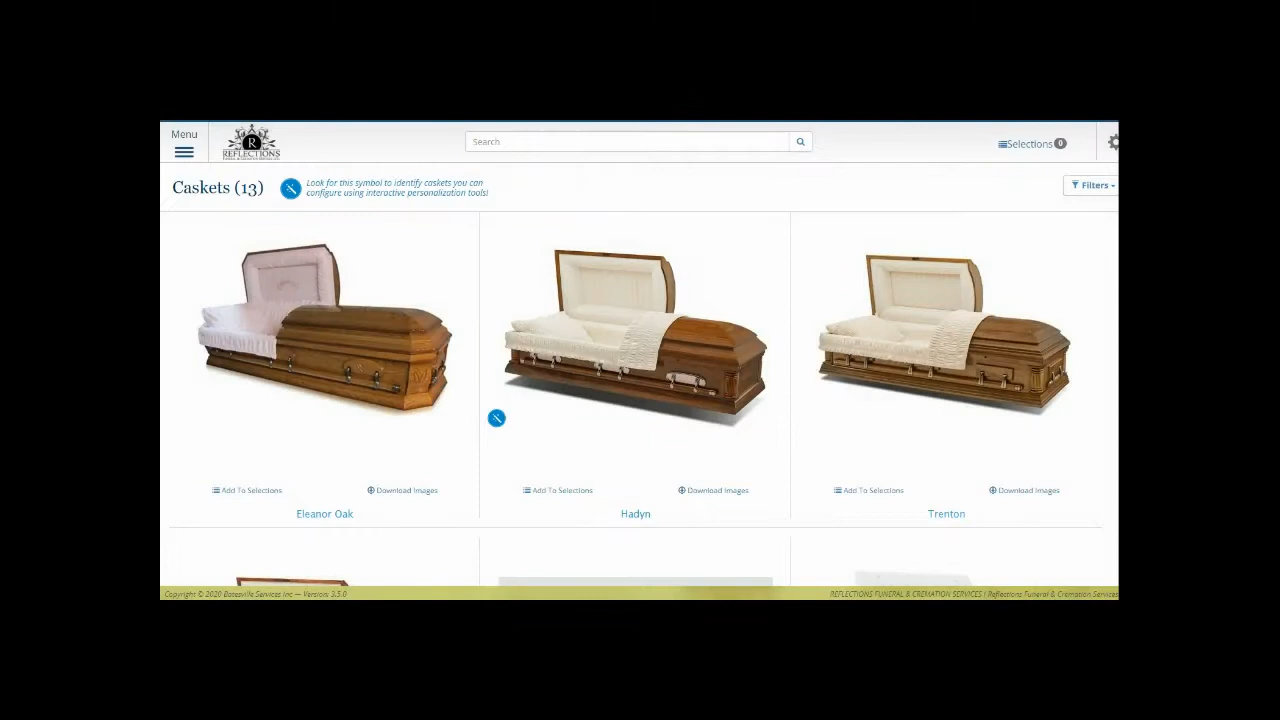 Menu
R
REFLECTIONS
Search
Selections 0
Caskets (13)
Look for this symbol to identify caskets you can
configure using interactive personalization tools!
Filters
Add To Selections
Download Images
Add To Selections
Download Images
Add To Selections
Download Images
Eleanor Oak
Hadyn
Trenton
Copyright © 2020 Batesville Services Inc — Version: 3.5.0
REFLECTIONS FUNERAL & CREMATION SERVICES | Reflections Funeral & Cremation Services